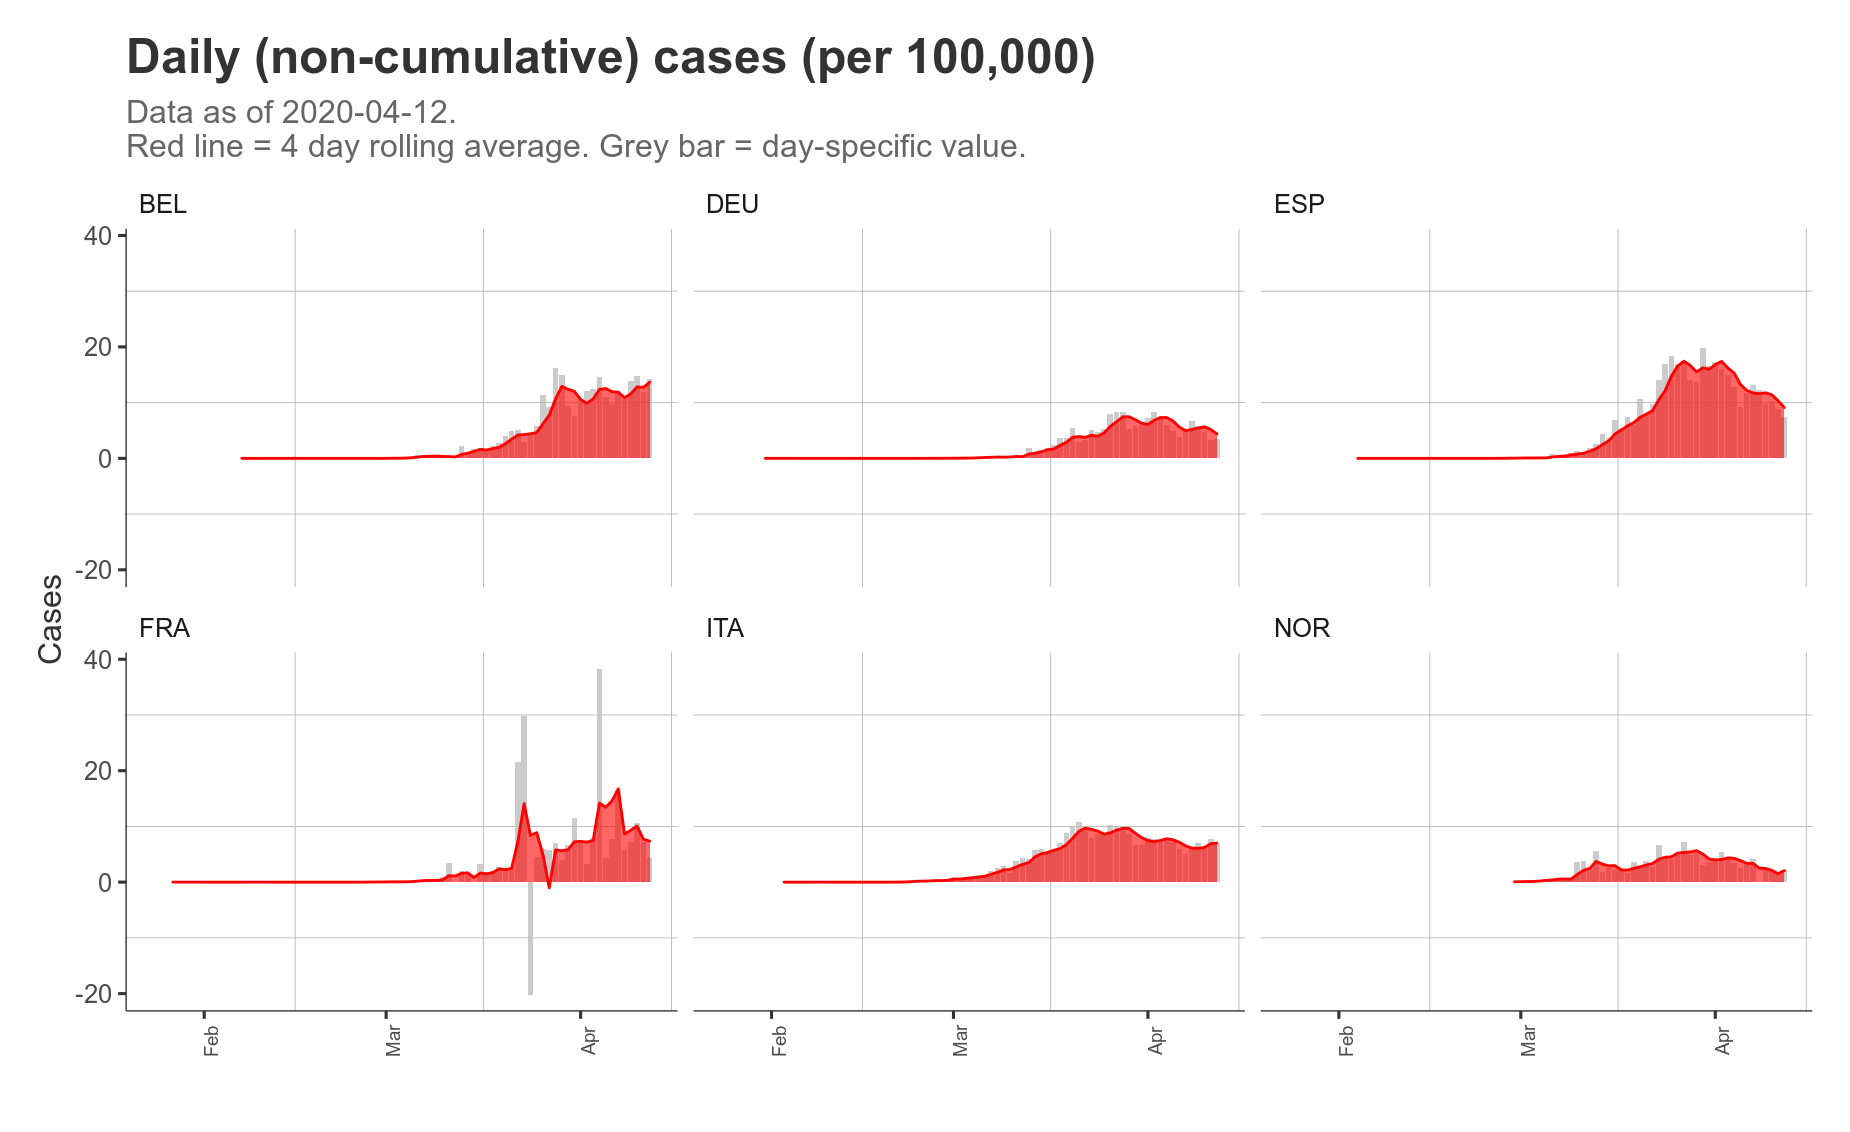 Daily (non-cumulative) cases (per 100,000)
Data as of 2020-04-12.
Red line = 4 day rolling average. Grey bar = day-specific value.
BEL
DEU
ESP
40
20
0
-20
Cases
FRA
ITA
NOR
40
20
0
-20
Feb
Mar
Apr
Feb
Mar
Apr
Feb
Mar
Apr